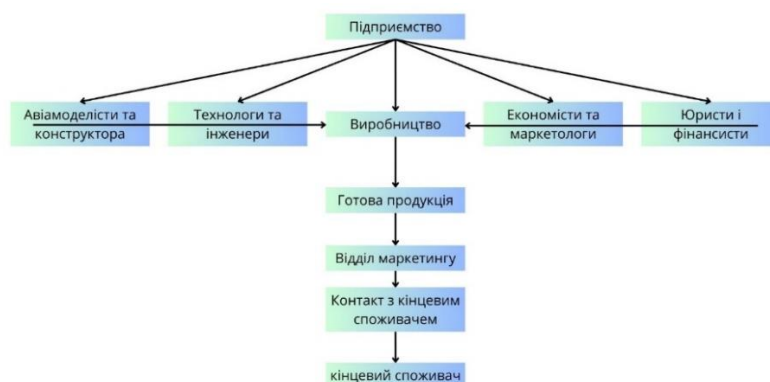 Підприємство
Авіамоделісти та
конструктора
Технологи та
інженери
Виробництво
Економісти та
маркетологи
Юристи і
фінансисти
Готова продукція
Відділ маркетингу
Контакт з кінцевим
споживачем
кінцевий споживач